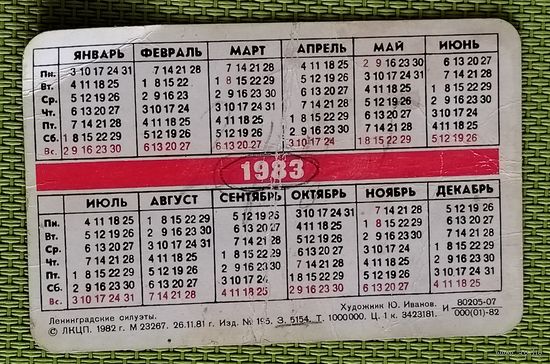 ЯНВАРЬ ФЕВРАЛЬ МАРТ АПРЕЛЬ МАЙ ИЮНЬ
Пн. 3 10 17 24 31 7 14 21 28 7 14 21 28 4 11 18 25 2 9 16 23 30 6 13 20 27
Вт. 4 11 18 25 1 8 15 22 1 8 15 22 29 5 12 19 26 3 10 17 24 31 7 14 21 28
Ср. 5 12 19 26 2 9 16 23 2 9 16 23 30 6 13 20 27 4 11 18 25 1 8 15 22 29
Чт. 6 13 20 27 3 10 17 24 3 10 17 24 31 7 14 21 28 5 12 19 26 2 9 16 23 30
Пт. 7 14 21 28 4 11 18 25 4 11 18 25 1 8 15 22 29 6 13 20 27 3 10 17 24
Сб. 1 8 15 22 29 5 12 19 26 5 12 19 26 2 9 16 23 30 7 14 21 28 4 11 18 25
Вс. 2 9 16 23 30 6 13 20 27 6 13 20 27 3 10 17 24 1 8 15 22 29 5 12 19 26
1983
ИЮЛЬ АВГУСТ СЕНТЯБРЬ ОКТЯБРЬ НОЯБРЬ ДЕКАБРЬ
Пн. 4 11 18 25 1 8 15 22 29 5 12 19 26 3 10 17 24 31 7 14 21 28 5 12 19 26
Вт. 5 12 19 26 2 9 16 23 30 6 13 20 27 4 11 18 25 1 8 15 22 29 6 13 20 27
Ср. 6 13 20 27 3 10 17 24 31 7 14 21 28 5 12 19 26 2 9 16 23 30 7 14 21 28
Чт. 7 14 21 28 4 11 18 25 1 8 15 22 29 6 13 20 27 3 10 17 24 1 8 15 22 29
Пт. 1 8 15 22 29 5 12 19 26 2 9 16 23 30 7 14 21 28 4 11 18 25 2 9 16 23 30
Сб. 2 9 16 23 30 6 13 20 27 3 10 17 24 1 8 15 22 29 5 12 19 26 3 10 17 24 31
Вс. 3 10 17 24 31 7 14 21 28 4 11 18 25 2 9 16 23 30 6 13 20 27 4 11 18 25
Ленинградские силуэты. Художник Ю. Иванов. И 80205-07
© ЛКЦП. 1982 г. М 23267. 26.11.81 г. Изд. № 195. З. 5154. Т. 1000000. Ц. 1 к. 3423181. 000(01)-82